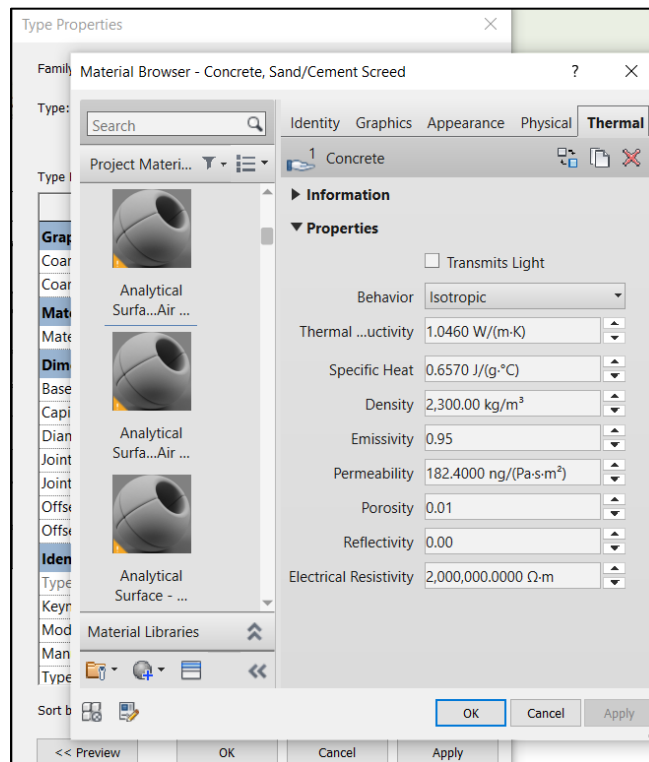 Type Properties
Family
Type:
Type
Grap
Coar
Coar
Mate
Mate
Dime
Base
Capi
Diam
Joint
Joint
Offse
Offse
Iden
Type
Keyn
Mod
Man
Type
Sort b
<< Preview
OK
Cancel
Apply
Material Browser - Concrete, Sand/Cement Screed
?
Search
Project Materi...
Analytical
Surfa...Air ...
Analytical
Surfa...Air ...
Analytical
Surface - ...
Material Libraries
Identity Graphics Appearance Physical Thermal
1 Concrete
Information
Properties
Transmits Light
Behavior Isotropic
Thermal ...uctivity 1.0460 W/(m·K)
Specific Heat 0.6570 J/(g·°C)
Density 2,300.00 kg/m³
Emissivity 0.95
Permeability 182.4000 ng/(Pa·s·m²)
Porosity 0.01
Reflectivity 0.00
Electrical Resistivity 2,000,000.0000 Ω·m
OK
Cancel
Apply